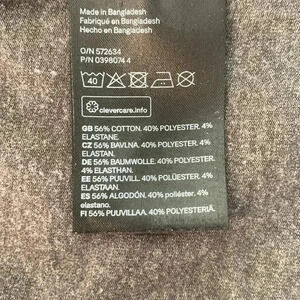 Made in Bangladesh
Fabriqué en Bangladesh
Hecho en Bangladesh
O/N 572634
P/N 0398074 4
40
clevercare.info
GB 56% COTTON. 40% POLYESTER. 4%
ELASTANE.
CZ 56% BAVLNA. 40% POLYESTER. 4%
ELASTAN.
DE 56% BAUMWOLLE. 40% POLYESTER.
4% ELASTHAN.
EE 56% PUUVILL. 40% POLÜESTER. 4%
ELASTAAN.
ES 56% ALGODÓN. 40% poliéster. 4%
elastano.
FI 56% PUUVILLAA. 40% POLYESTERIÄ.